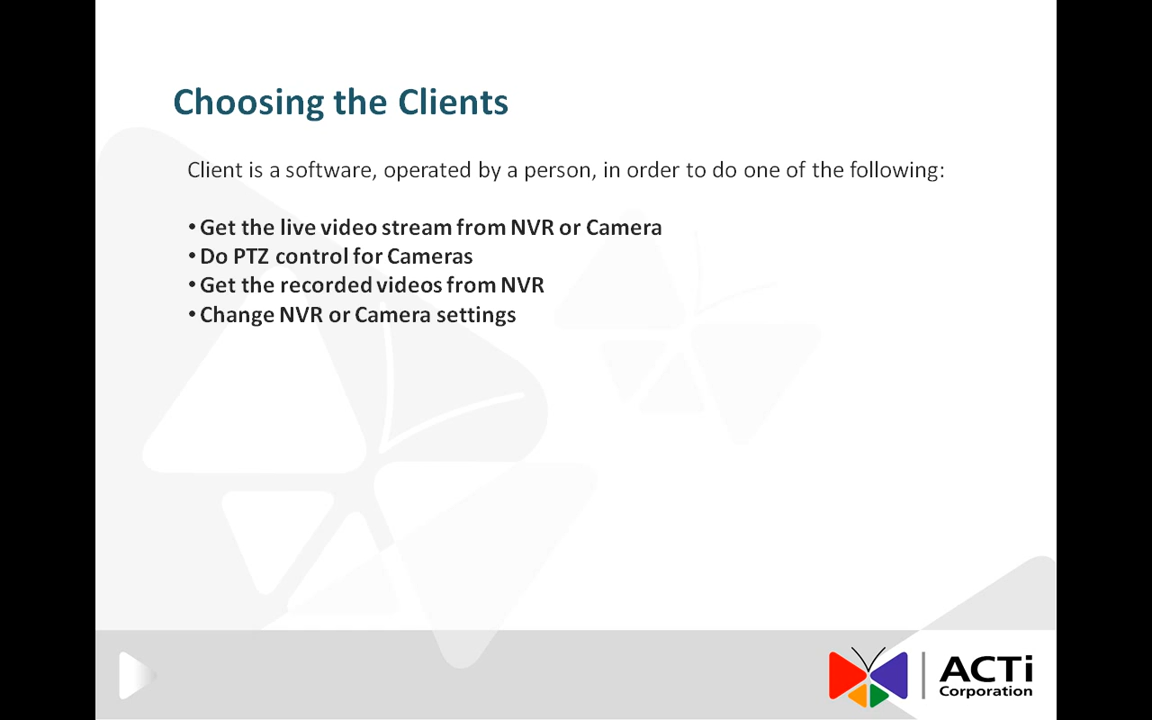 Choosing the Clients
Client is a software, operated by a person, in order to do one of the following:
• Get the live video stream from NVR or Camera
• Do PTZ control for Cameras
• Get the recorded videos from NVR
• Change NVR or Camera settings
ACTi
Corporation